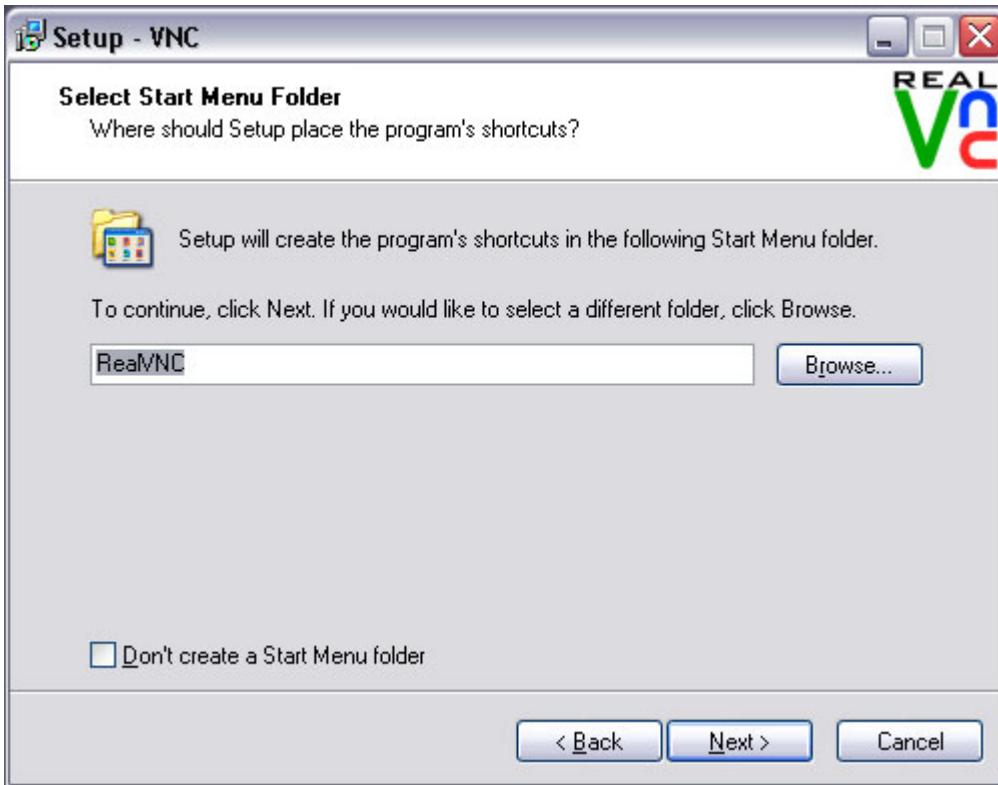 Setup - VNC
Select Start Menu Folder
Where should Setup place the program's shortcuts?
REAL
vnc
Setup will create the program's shortcuts in the following Start Menu folder.
To continue, click Next. If you would like to select a different folder, click Browse.
RealVNC
Browse...
Don't create a Start Menu folder
< Back
Next >
Cancel